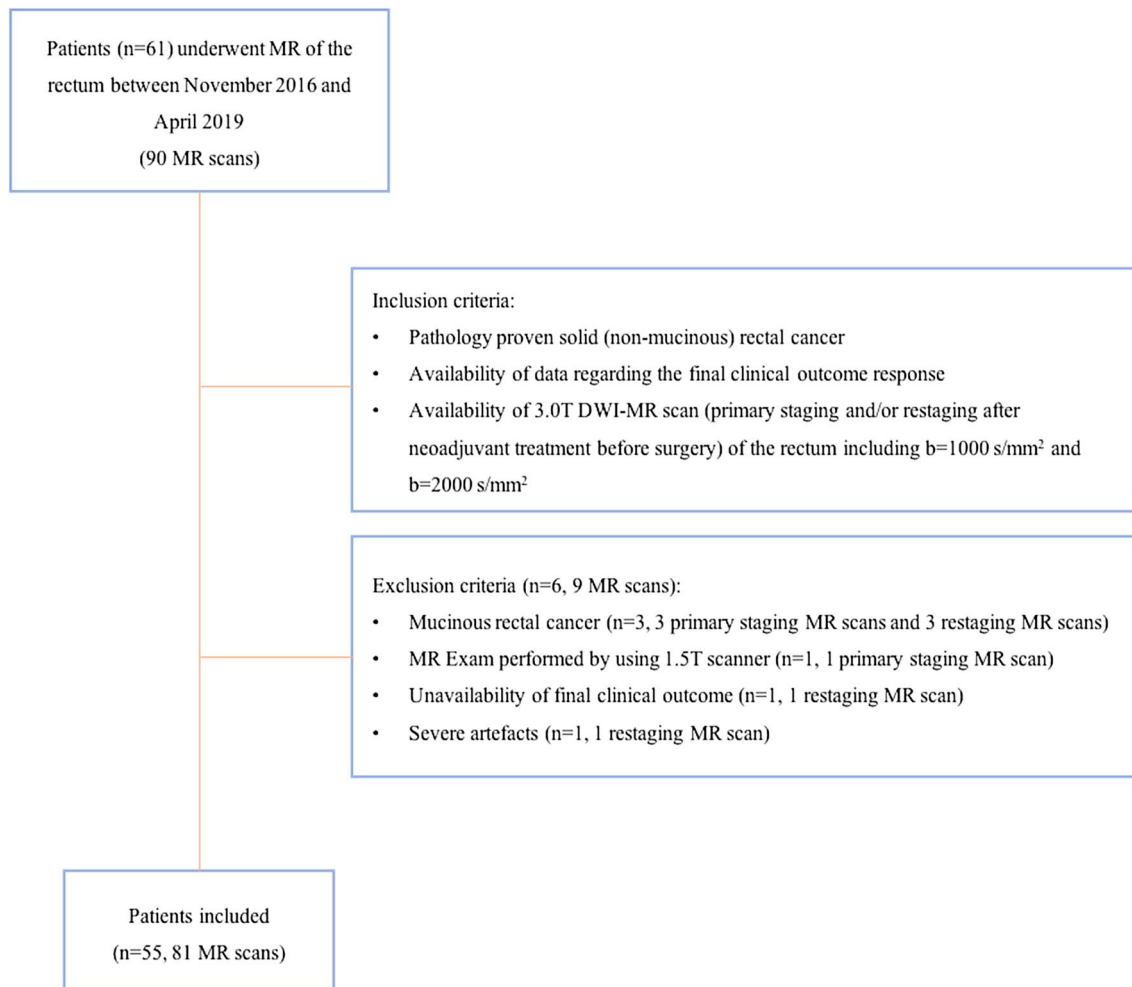 Patients (n=61) underwent MR of the
rectum between November 2016 and
April 2019
(90 MR scans)
Inclusion criteria:
• Pathology proven solid (non-mucinous) rectal cancer
• Availability of data regarding the final clinical outcome response
• Availability of 3.0T DWI-MR scan (primary staging and/or restaging after
neoadjuvant treatment before surgery) of the rectum including b=1000 s/mm² and
b=2000 s/mm²
Exclusion criteria (n=6, 9 MR scans):
• Mucinous rectal cancer (n=3, 3 primary staging MR scans and 3 restaging MR scans)
• MR Exam performed by using 1.5T scanner (n=1, 1 primary staging MR scan)
• Unavailability of final clinical outcome (n=1, 1 restaging MR scan)
• Severe artefacts (n=1, 1 restaging MR scan)
Patients included
(n=55, 81 MR scans)